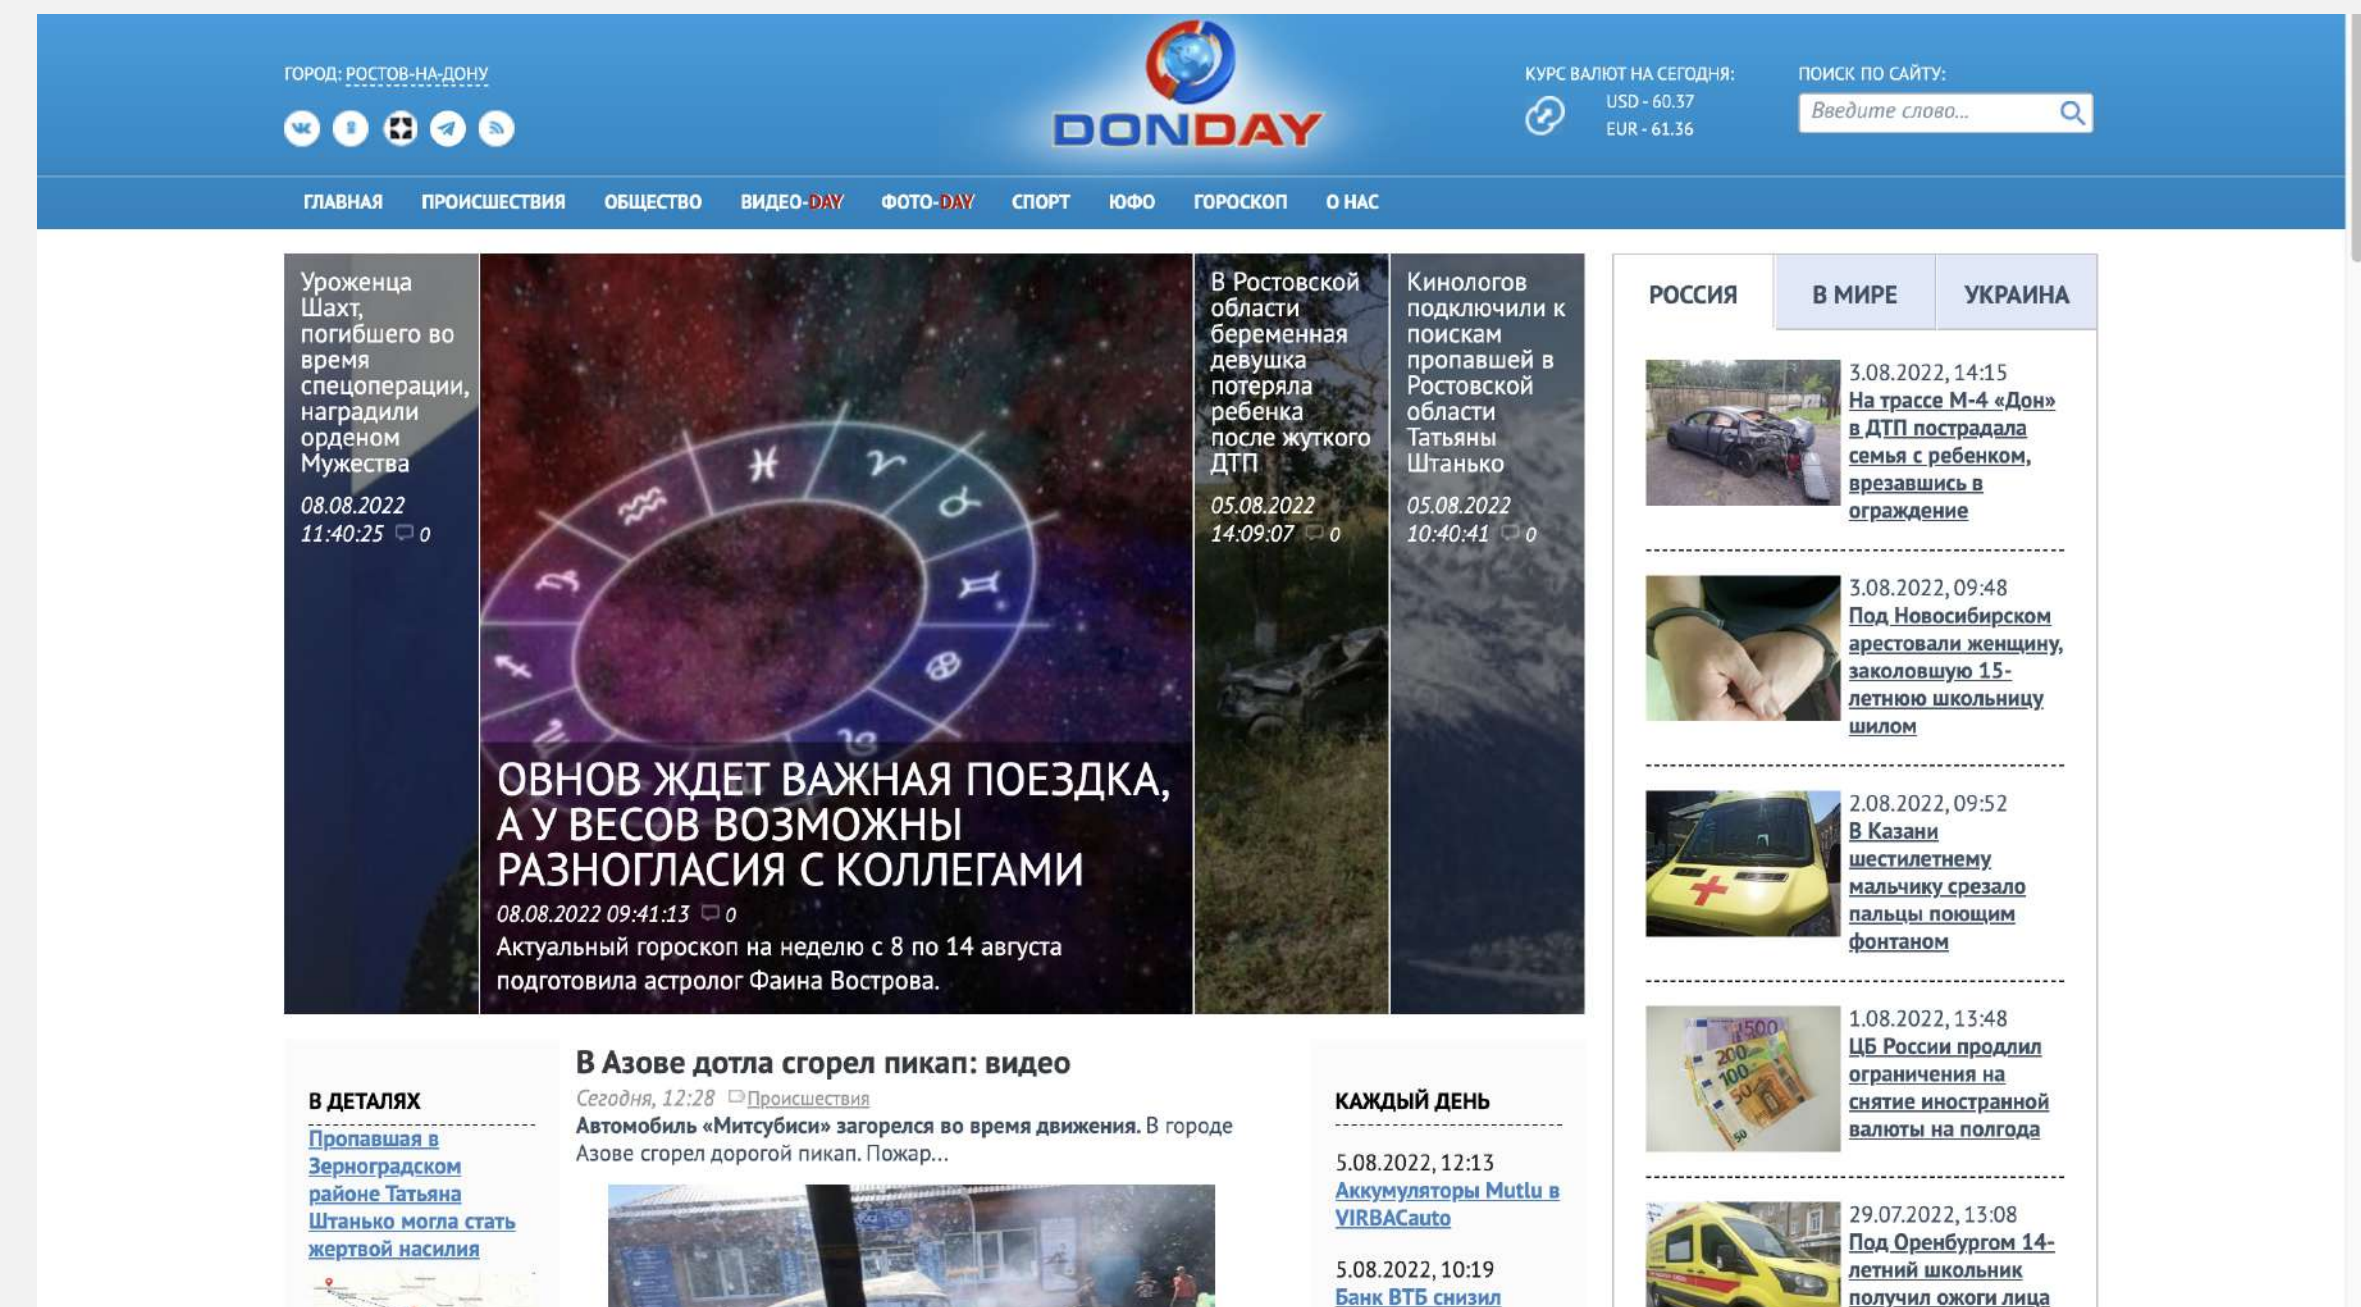 ГОРОД: РОСТОВ-НА-ДОНУ
DONDAY
КУРС ВАЛЮТ НА СЕГОДНЯ:
USD - 60.37
EUR - 61.36
ПОИСК ПО САЙТУ:
Введите слово...
ГЛАВНАЯ ПРОИСШЕСТВИЯ ОБЩЕСТВО ВИДЕО-DAY ФОТО-DAY СПОРТ ЮФО ГОРОСКОП О НАС
Уроженца
Шахт,
погибшего во
время
спецоперации,
наградили
орденом
Мужества
08.08.2022
11:40:25 0
ОВНОВ ЖДЕТ ВАЖНАЯ ПОЕЗДКА,
А У ВЕСОВ ВОЗМОЖНЫ
РАЗНОГЛАСИЯ С КОЛЛЕГАМИ
08.08.2022 09:41:13 0
Актуальный гороскоп на неделю с 8 по 14 августа
подготовила астролог Фаина Вострова.
В Ростовской
области
беременная
девушка
потеряла
ребенка
после жуткого
ДТП
05.08.2022
14:09:07 0
Кинологов
подключили к
поискам
пропавшей в
Ростовской
области
Татьяны
Штанько
05.08.2022
10:40:41 0
РОССИЯ В МИРЕ УКРАИНА
3.08.2022, 14:15
На трассе М-4 «Дон»
в ДТП пострадала
семья с ребенком,
врезавшись в
ограждение
3.08.2022, 09:48
Под Новосибирском
арестовали женщину,
заколовшую 15-
летнюю школьницу
шилом
2.08.2022, 09:52
В Казани
шестилетнему
мальчику срезало
пальцы поющим
фонтаном
500
200
100
50
50
1.08.2022, 13:48
ЦБ России продлил
ограничения на
снятие иностранной
валюты на полгода
29.07.2022, 13:08
Под Оренбургом 14-
летний школьник
получил ожоги лица
В ДЕТАЛЯХ
Пропавшая в
Зерноградском
районе Татьяна
Штанько могла стать
жертвой насилия
В Азове дотла сгорел пикап: видео
Сегодня, 12:28 Происшествия
Автомобиль «Митсубиси» загорелся во время движения. В городе
Азове сгорел дорогой пикап. Пожар...
КАЖДЫЙ ДЕНЬ
5.08.2022, 12:13
Аккумуляторы Mutlu в
VIRBACauto
5.08.2022, 10:19
Банк ВТБ снизил